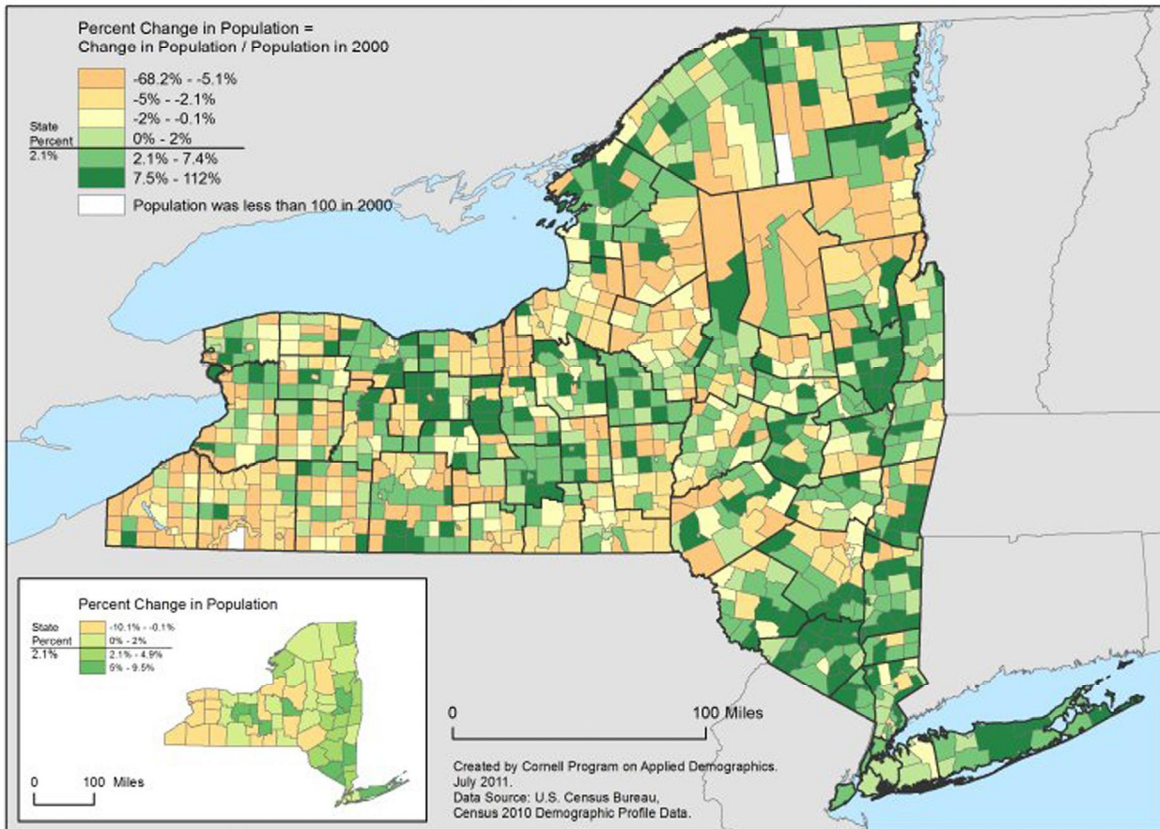 Percent Change in Population =
Change in Population / Population in 2000
-68.2% - -5.1%
-5% - -2.1%
-2% - -0.1%
State
Percent
2.1%
0% - 2%
2.1% - 7.4%
7.5% - 112%
Population was less than 100 in 2000
Percent Change in Population
State
Percent
2.1%
-10.1% - -0.1%
0% - 2%
2.1% - 4.9%
5% - 9.5%
0 100 Miles
0 100 Miles
Created by Cornell Program on Applied Demographics.
July 2011.
Data Source: U.S. Census Bureau,
Census 2010 Demographic Profile Data.